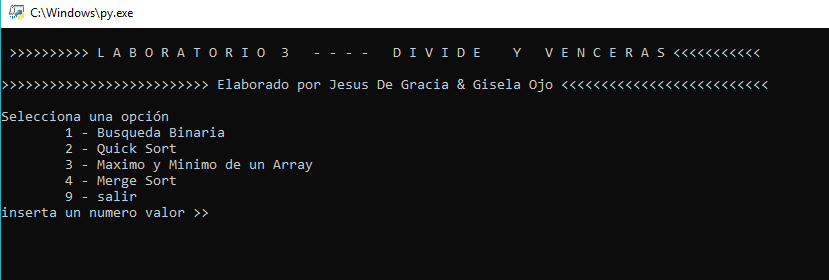 C:\Windows\py.exe
>>>>>>>>>> L A B O R A T O R I O 3 - - - - D I V I D E Y V E N C E R A S <<<<<<<<<<<
>>>>>>>>>>>>>>>>>>>>>>>>>> Elaborado por Jesus De Gracia & Gisela Ojo <<<<<<<<<<<<<<<<<<<<<<<<<<
Selecciona una opción
1 - Busqueda Binaria
2 - Quick Sort
3 - Maximo y Minimo de un Array
4 - Merge Sort
9 - salir
inserta un numero valor >>